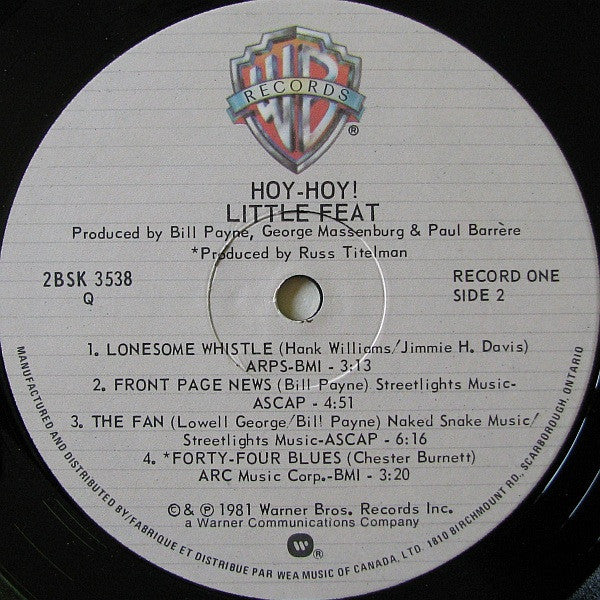 WB
RECORDS
®
HOY-HOY!
LITTLE FEAT
Produced by Bill Payne, George Massenburg & Paul Barrère
*Produced by Russ Titelman
2BSK 3538
Q
RECORD ONE
SIDE 2
1. LONESOME WHISTLE (Hank Williams/Jimmie H. Davis)
ARPS-BMI - 3:13
2. FRONT PAGE NEWS (Bill Payne) Streetlights Music-
ASCAP - 4:51
3. THE FAN (Lowell George/Bill Payne) Naked Snake Music/
Streetlights Music-ASCAP - 6:16
4. *FORTY-FOUR BLUES (Chester Burnett)
ARC Music Corp.-BMI - 3:20
© & ℗ 1981 Warner Bros. Records Inc.
a Warner Communications Company
®
MANUFACTURED AND DISTRIBUTED BY/FABRIQUE ET DISTRIBUE PAR WEA MUSIC OF CANADA, LTD. 1810 BIRCHMOUNT RD., SCARBOROUGH, ONTARIO